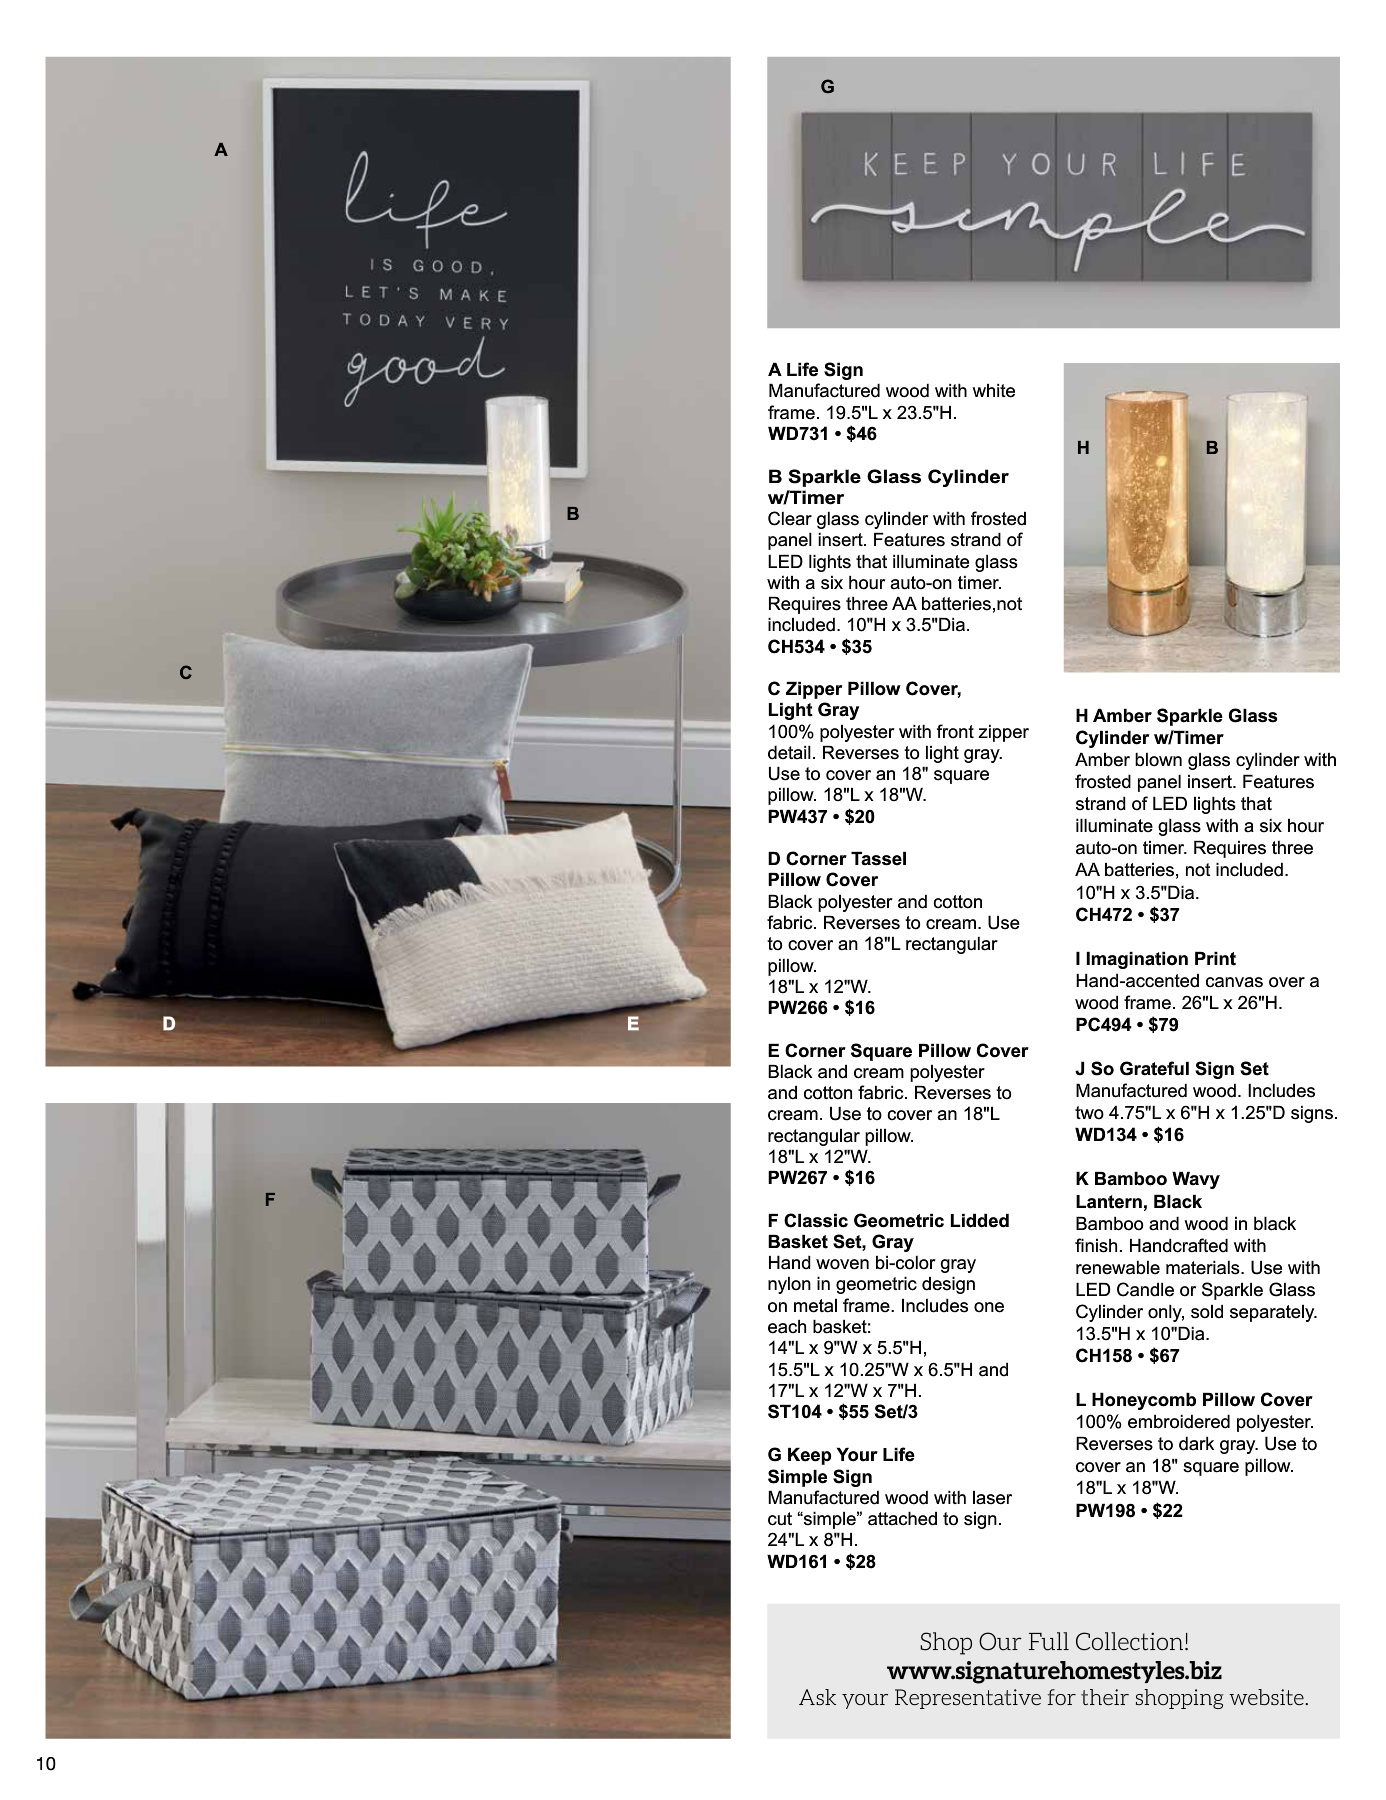 A
life
IS GOOD,
LET'S MAKE
TODAY VERY
good
B
C
D
E
F
G
KEEP YOUR LIFE
simple
A Life Sign
Manufactured wood with white
frame. 19.5"L x 23.5"H.
WD731 • $46
B Sparkle Glass Cylinder
w/Timer
Clear glass cylinder with frosted
panel insert. Features strand of
LED lights that illuminate glass
with a six hour auto-on timer.
Requires three AA batteries,not
included. 10"H x 3.5"Dia.
CH534 • $35
C Zipper Pillow Cover,
Light Gray
100% polyester with front zipper
detail. Reverses to light gray.
Use to cover an 18" square
pillow. 18"L x 18"W.
PW437 • $20
D Corner Tassel
Pillow Cover
Black polyester and cotton
fabric. Reverses to cream. Use
to cover an 18"L rectangular
pillow.
18"L x 12"W.
PW266 • $16
E Corner Square Pillow Cover
Black and cream polyester
and cotton fabric. Reverses to
cream. Use to cover an 18"L
rectangular pillow.
18"L x 12"W.
PW267 • $16
F Classic Geometric Lidded
Basket Set, Gray
Hand woven bi-color gray
nylon in geometric design
on metal frame. Includes one
each basket:
14"L x 9"W x 5.5"H,
15.5"L x 10.25"W x 6.5"H and
17"L x 12"W x 7"H.
ST104 • $55 Set/3
G Keep Your Life
Simple Sign
Manufactured wood with laser
cut “simple” attached to sign.
24"L x 8"H.
WD161 • $28
H
B
H Amber Sparkle Glass
Cylinder w/Timer
Amber blown glass cylinder with
frosted panel insert. Features
strand of LED lights that
illuminate glass with a six hour
auto-on timer. Requires three
AA batteries, not included.
10"H x 3.5"Dia.
CH472 • $37
I Imagination Print
Hand-accented canvas over a
wood frame. 26"L x 26"H.
PC494 • $79
J So Grateful Sign Set
Manufactured wood. Includes
two 4.75"L x 6"H x 1.25"D signs.
WD134 • $16
K Bamboo Wavy
Lantern, Black
Bamboo and wood in black
finish. Handcrafted with
renewable materials. Use with
LED Candle or Sparkle Glass
Cylinder only, sold separately.
13.5"H x 10"Dia.
CH158 • $67
L Honeycomb Pillow Cover
100% embroidered polyester.
Reverses to dark gray. Use to
cover an 18" square pillow.
18"L x 18"W.
PW198 • $22
Shop Our Full Collection!
www.signaturehomestyles.biz
Ask your Representative for their shopping website.
10